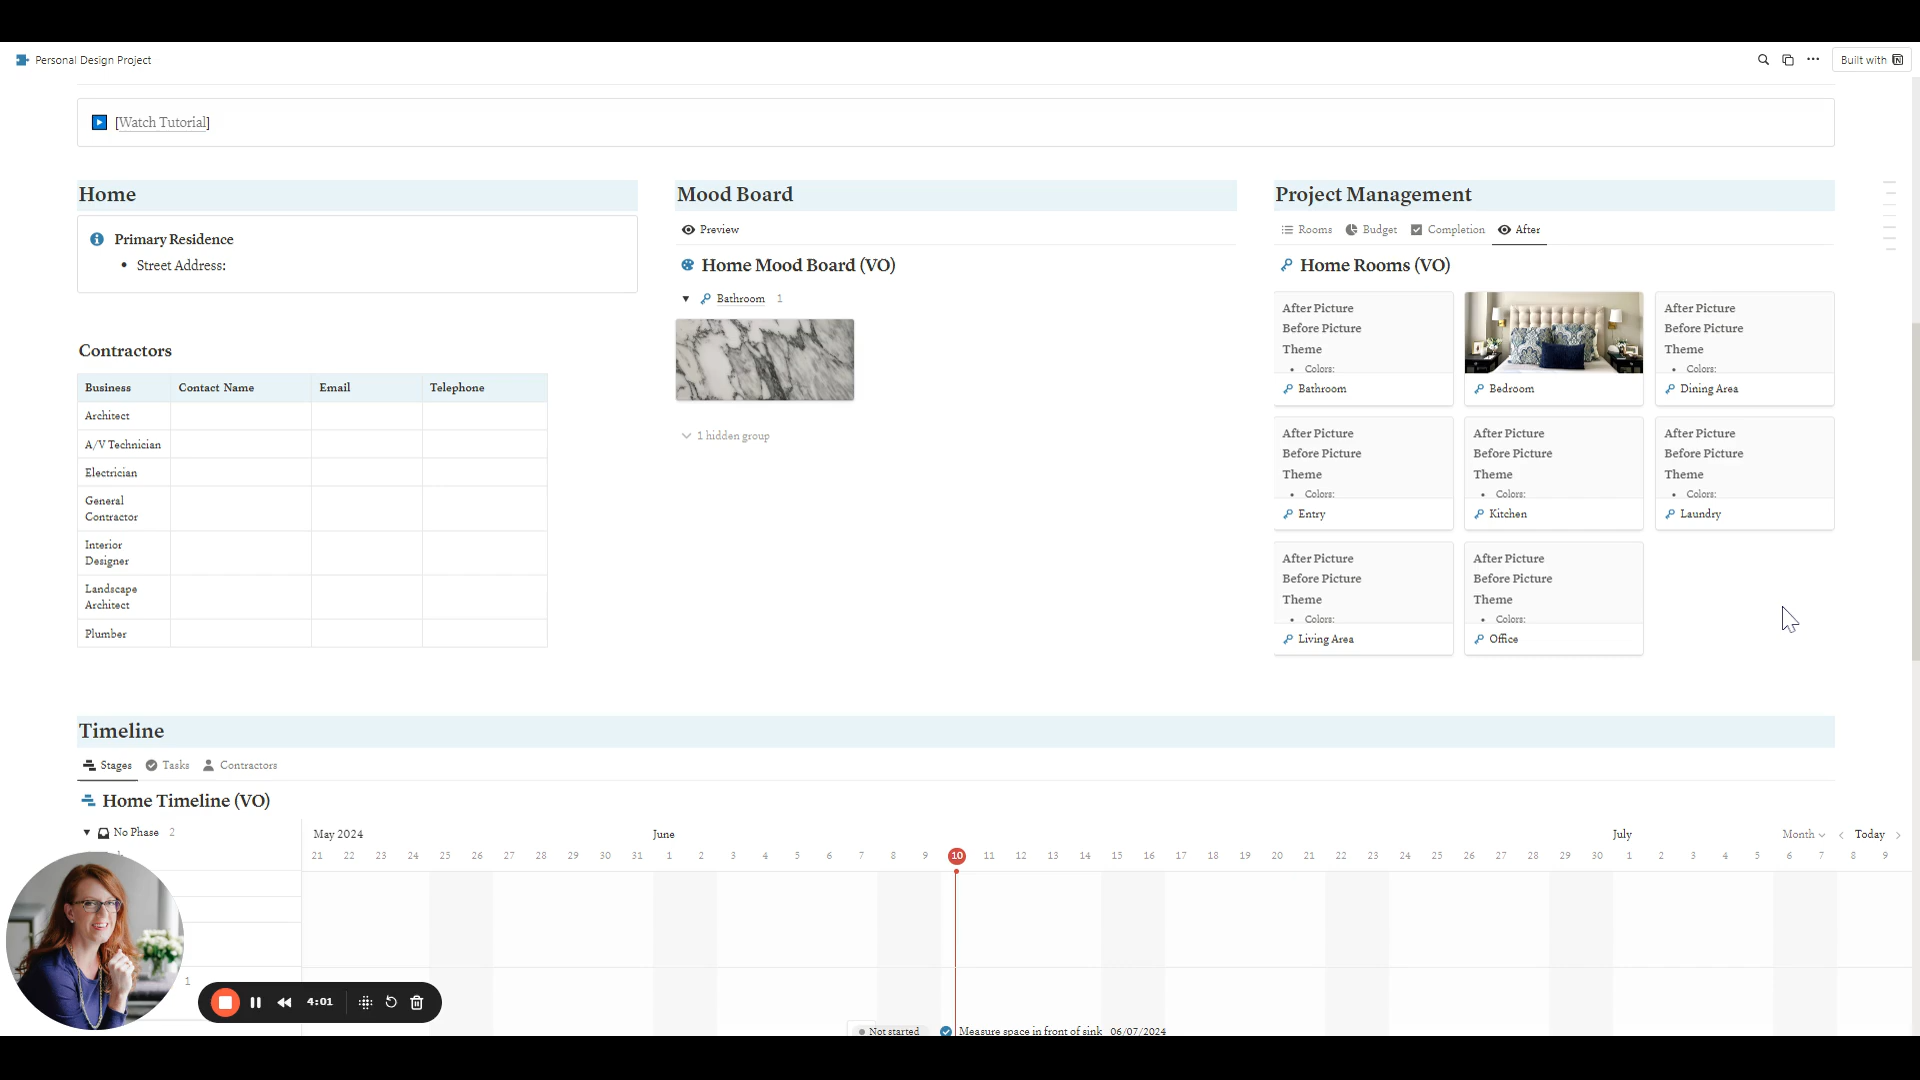 Personal Design Project
Built with
[Watch Tutorial]
Home
Primary Residence
• Street Address:
Contractors
Business Contact Name Email Telephone
Architect
A/V Technician
Electrician
General
Contractor
Interior
Designer
Landscape
Architect
Plumber
Mood Board
Preview
Home Mood Board (VO)
Bathroom 1
1 hidden group
Project Management
Rooms Budget Completion After
Home Rooms (VO)
After Picture
Before Picture
Theme
• Colors:
Bathroom
Bedroom
After Picture
Before Picture
Theme
• Colors:
Dining Area
After Picture
Before Picture
Theme
• Colors:
Entry
After Picture
Before Picture
Theme
• Colors:
Kitchen
After Picture
Before Picture
Theme
• Colors:
Laundry
After Picture
Before Picture
Theme
• Colors:
Living Area
After Picture
Before Picture
Theme
• Colors:
Office
Timeline
Stages Tasks Contractors
Home Timeline (VO)
No Phase 2
May 2024 June July Month Today
21 22 23 24 25 26 27 28 29 30 31 1 2 3 4 5 6 7 8 9 10 11 12 13 14 15 16 17 18 19 20 21 22 23 24 25 26 27 28 29 30 1 2 3 4 5 6 7 8 9
1
4:01
Not started Measure space in front of sink 06/07/2024